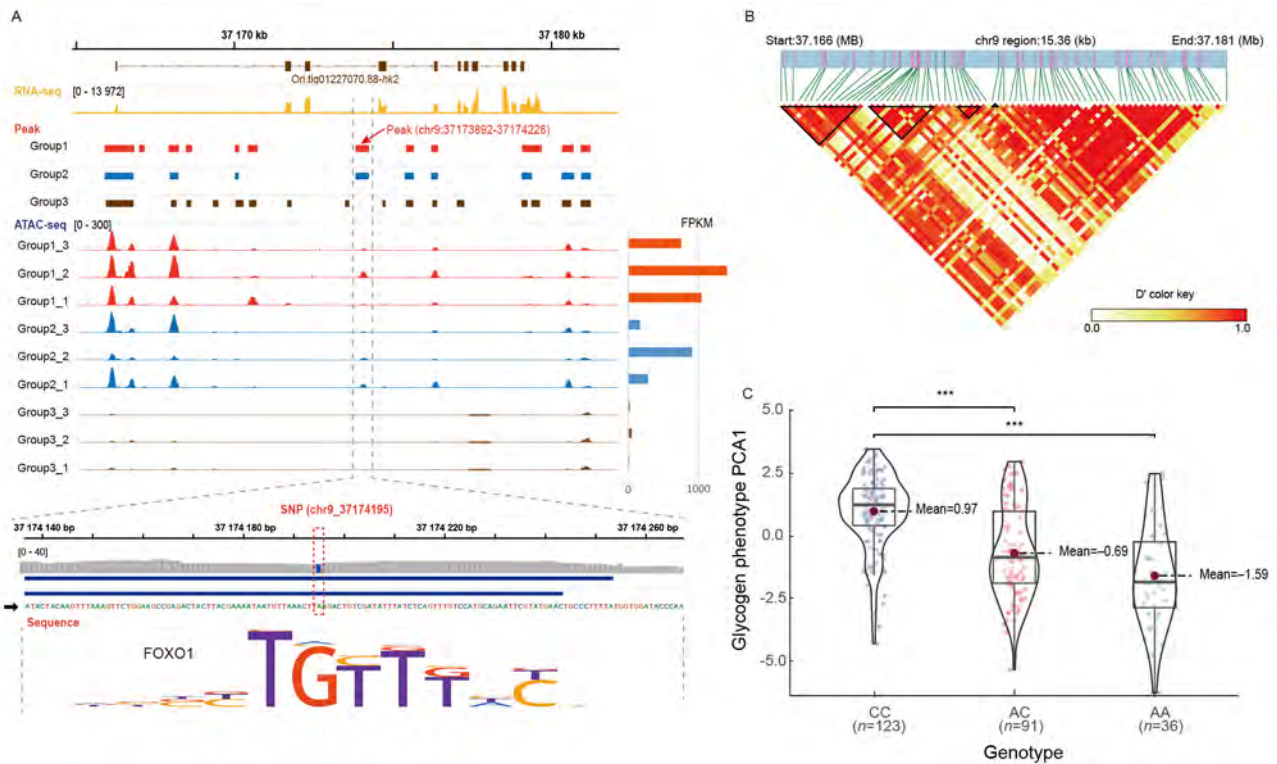 A
37 170 kb 37 180 kb
Ori.tig01227070.88-hk2
RNA-seq [0 - 13 972]
Peak
Peak (chr9:37173892-37174226)
Group1
Group2
Group3
ATAC-seq [0 - 300]
FPKM
Group1_3
Group1_2
Group1_1
Group2_3
Group2_2
Group2_1
Group3_3
Group3_2
Group3_1
0 1000
SNP (chr9_37174195)
37 174 140 bp 37 174 180 bp 37 174 220 bp 37 174 260 bp
[0 - 40]
Sequence
FOXO1
TGTTT
B
Start:37.166 (MB) chr9 region:15.36 (kb) End:37.181 (Mb)
D' color key
0.0 1.0
C
Glycogen phenotype PCA1
5.0
2.5
0.0
-2.5
-5.0
***
***
Mean=0.97
Mean=–0.69
Mean=–1.59
CC AC AA
(n=123) (n=91) (n=36)
Genotype